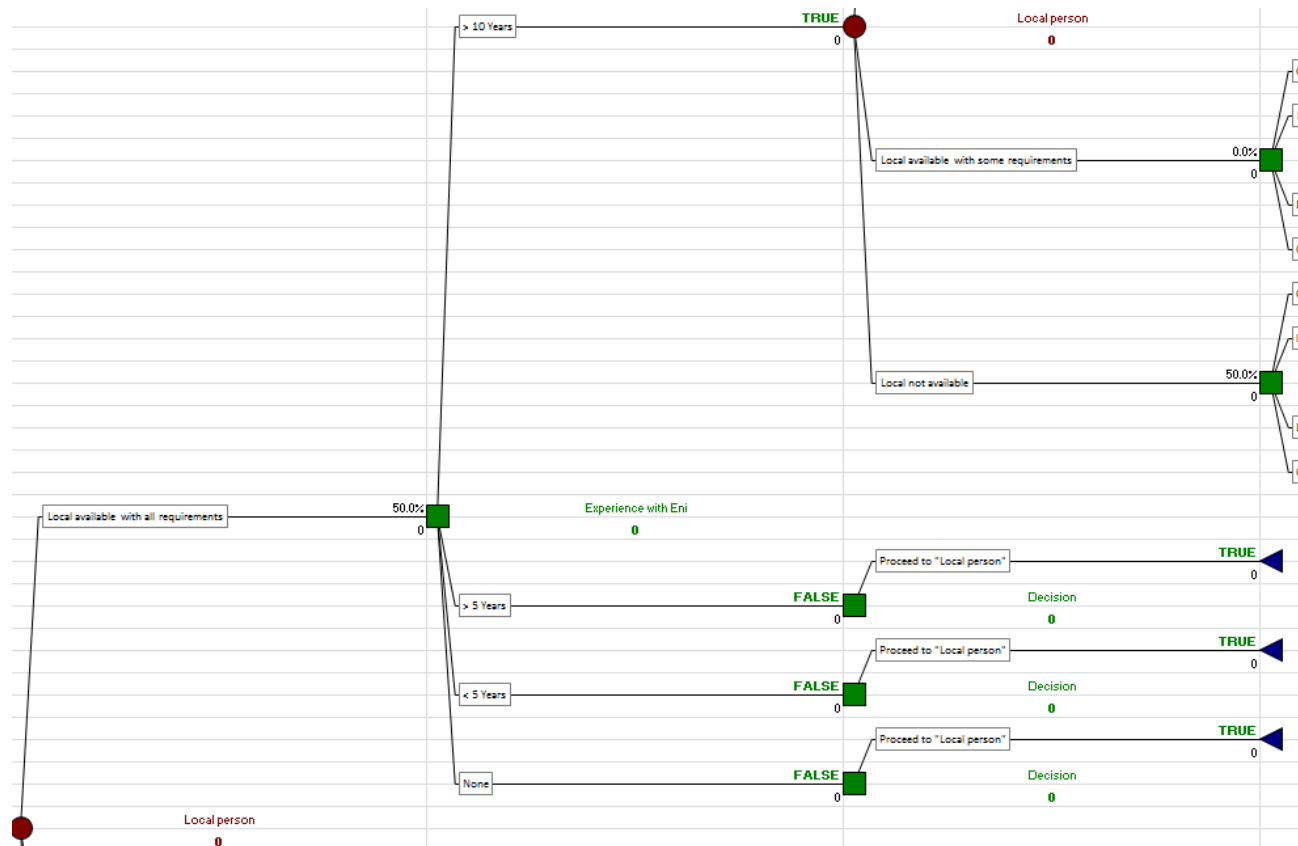 TRUE
Local person
> 10 Years
0
0
0.0%
Local available with some requirements
0
50.0%
Local not available
0
50.0%
Experience with Eni
Local available with all requirements
0
0
TRUE
Proceed to "Local person"
0
FALSE
Decision
> 5 Years
0
0
TRUE
Proceed to "Local person"
0
FALSE
Decision
< 5 Years
0
0
TRUE
Proceed to "Local person"
0
FALSE
Decision
None
0
0
Local person
0